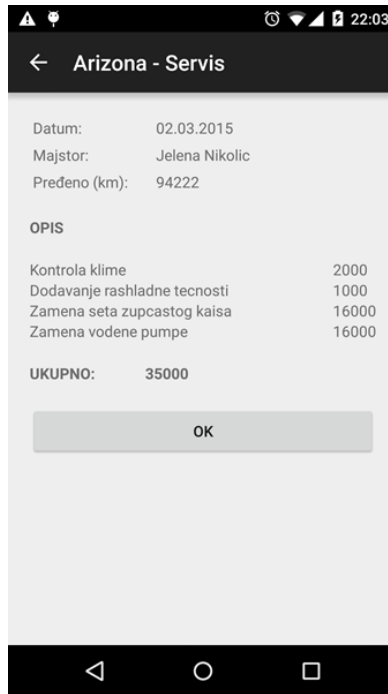 22:03
Arizona - Servis
Datum: 02.03.2015
Majstor: Jelena Nikolic
Pređeno (km): 94222
OPIS
Kontrola klime 2000
Dodavanje rashladne tecnosti 1000
Zamena seta zupcastog kaisa 16000
Zamena vodene pumpe 16000
UKUPNO: 35000
OK